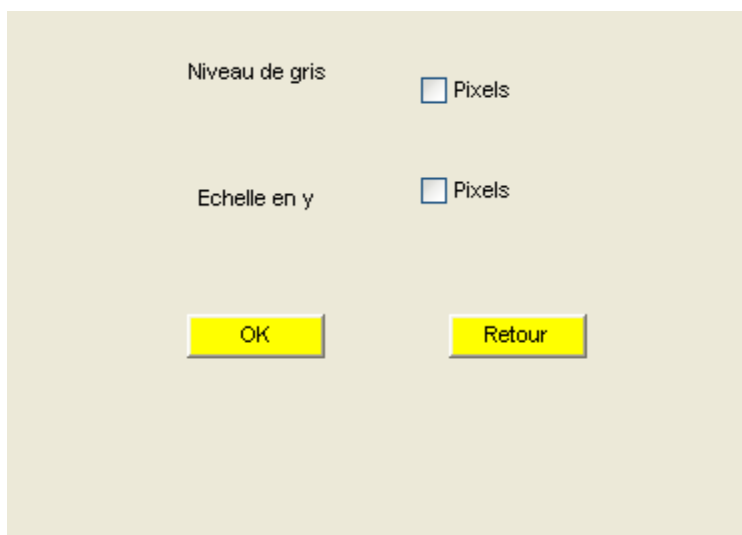 Niveau de gris
Pixels
Echelle en y
Pixels
OK
Retour